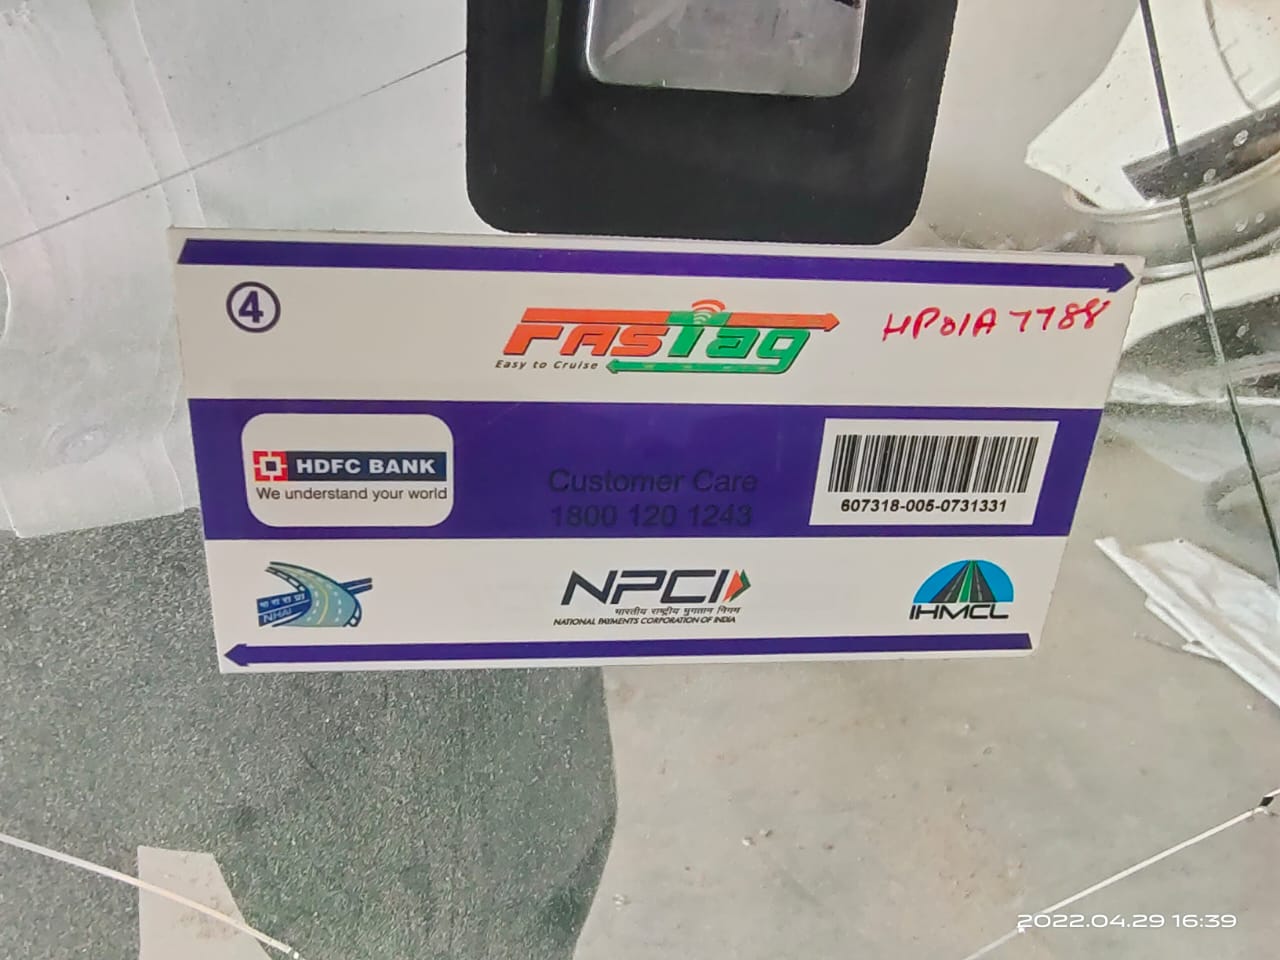 4
FASTag
Easy to Cruise
HP01A 7788
HDFC BANK
We understand your world
Customer Care
1800 120 1243
607318-005-0731331
भा रा रा प्रा
NHAI
NPCI
भारतीय राष्ट्रीय भुगतान निगम
NATIONAL PAYMENTS CORPORATION OF INDIA
IHMCL
2022.04.29 16:39